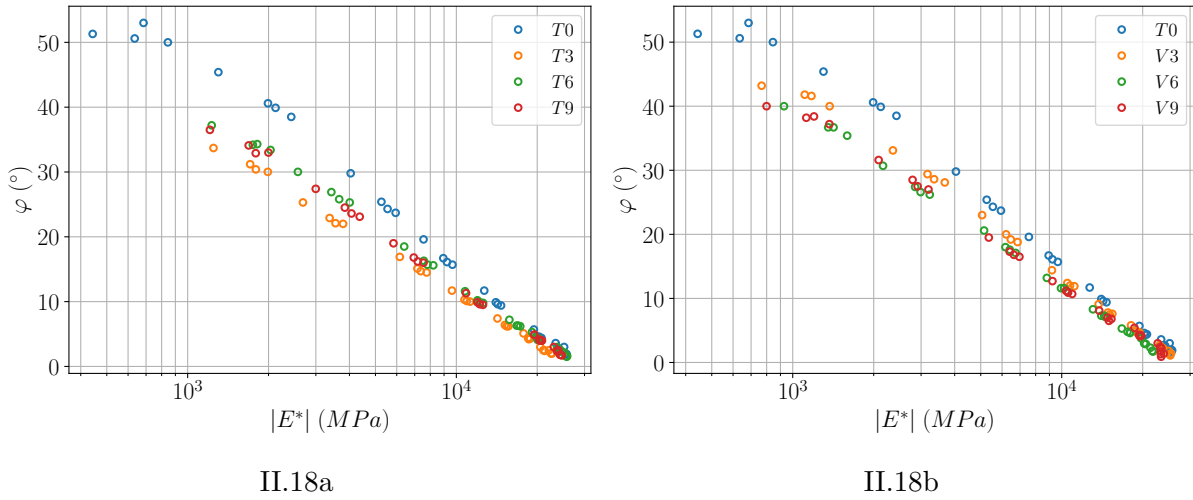 50
40
30
20
10
0
φ (°)
10³
10⁴
|E*| (MPa)
T0
T3
T6
T9
II.18a
50
40
30
20
10
0
φ (°)
10³
10⁴
|E*| (MPa)
T0
V3
V6
V9
II.18b